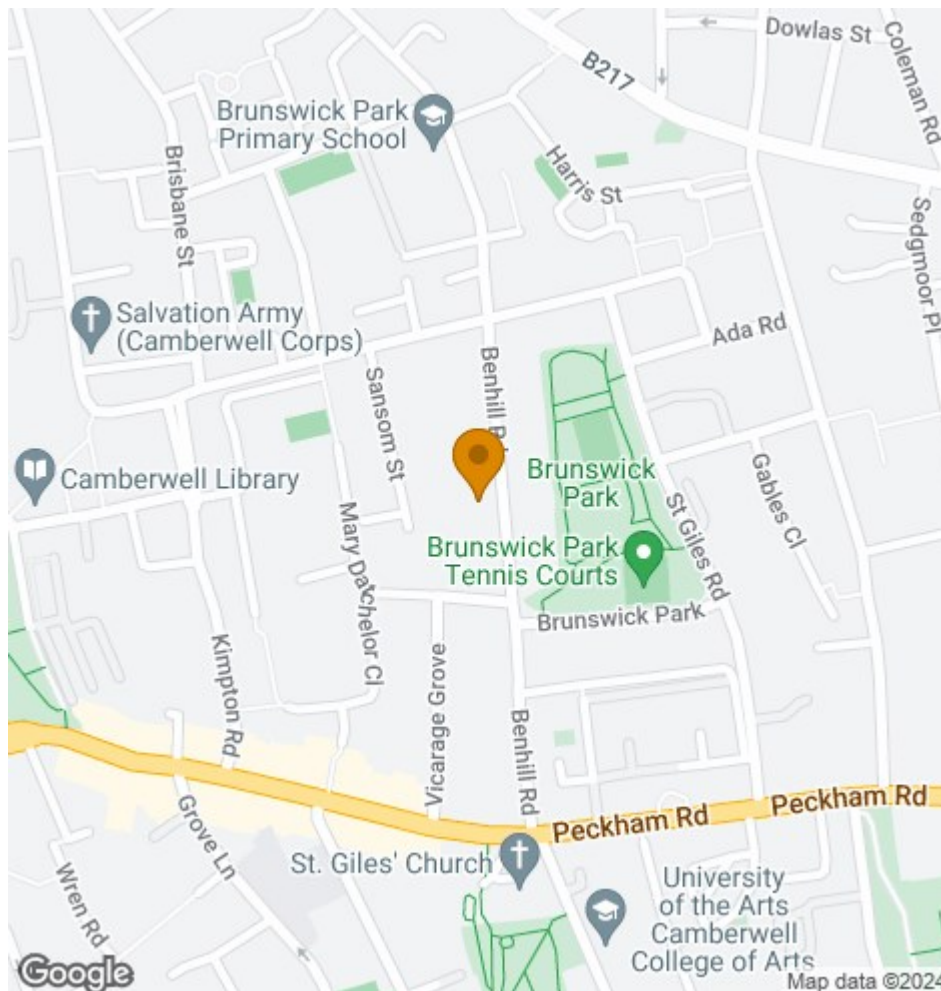 Dowlas St
Coleman Rd
B217
Brunswick Park
Primary School
Harris St
Brisbane St
Sedgmoor Pl
Salvation Army
(Camberwell Corps)
Ada Rd
Sansom St
Benhill Rd
Camberwell Library
Brunswick
Park
Gables Cl
St Giles Rd
Mary Datchelor Cl
Brunswick Park
Tennis Courts
Brunswick Park
Kimpton Rd
Vicarage Grove
Benhill Rd
Peckham Rd
Peckham Rd
Grove Ln
St. Giles' Church
Wren Rd
University
of the Arts
Camberwell
College of Arts
Google
Map data ©2024